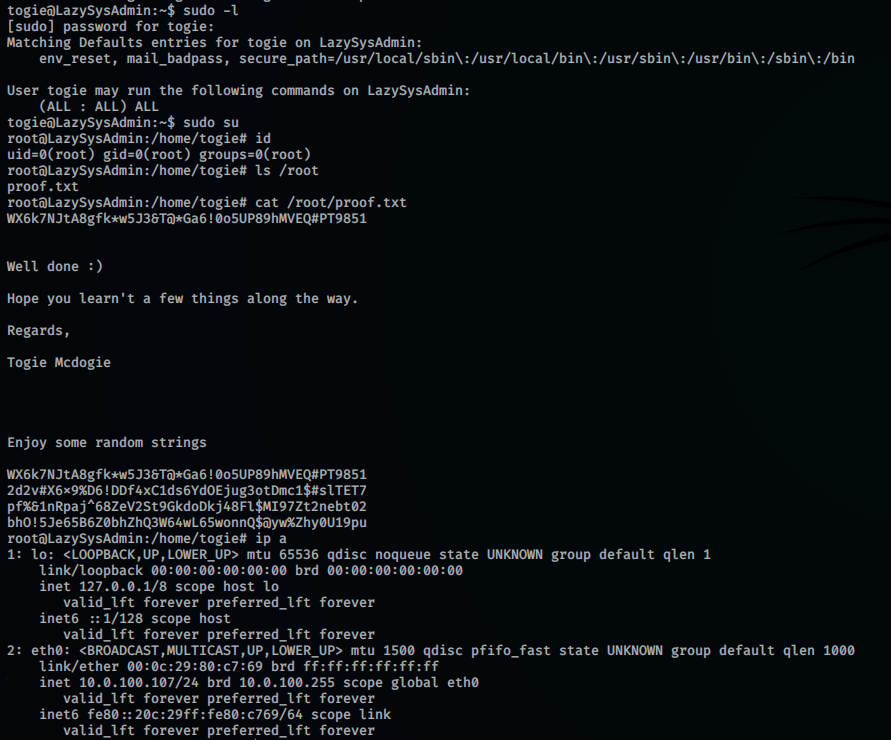 togie@LazySysAdmin:~$ sudo -l
[sudo] password for togie:
Matching Defaults entries for togie on LazySysAdmin:
    env_reset, mail_badpass, secure_path=/usr/local/sbin\:/usr/local/bin\:/usr/sbin\:/usr/bin\:/sbin\:/bin

User togie may run the following commands on LazySysAdmin:
    (ALL : ALL) ALL
togie@LazySysAdmin:~$ sudo su
root@LazySysAdmin:/home/togie# id
uid=0(root) gid=0(root) groups=0(root)
root@LazySysAdmin:/home/togie# ls /root
proof.txt
root@LazySysAdmin:/home/togie# cat /root/proof.txt
WX6k7NJtA8gfk*w5J3&T@*Ga6!0o5UP89hMVEQ#PT9851


Well done :)

Hope you learn't a few things along the way.

Regards,

Togie Mcdogie




Enjoy some random strings

WX6k7NJtA8gfk*w5J3&T@*Ga6!0o5UP89hMVEQ#PT9851
2d2v#X6x9%D6!DDf4xC1ds6YdOEjug3otDmc1$#slTET7
pf%&1nRpaj^68ZeV2St9GkdoDkj48Fl$MI97Zt2nebt02
bhO!5Je65B6Z0bhZhQ3W64wL65wonnQ$@yw%Zhy0U19pu
root@LazySysAdmin:/home/togie# ip a
1: lo: <LOOPBACK,UP,LOWER_UP> mtu 65536 qdisc noqueue state UNKNOWN group default qlen 1
    link/loopback 00:00:00:00:00:00 brd 00:00:00:00:00:00
    inet 127.0.0.1/8 scope host lo
       valid_lft forever preferred_lft forever
    inet6 ::1/128 scope host
       valid_lft forever preferred_lft forever
2: eth0: <BROADCAST,MULTICAST,UP,LOWER_UP> mtu 1500 qdisc pfifo_fast state UNKNOWN group default qlen 1000
    link/ether 00:0c:29:80:c7:69 brd ff:ff:ff:ff:ff:ff
    inet 10.0.100.107/24 brd 10.0.100.255 scope global eth0
       valid_lft forever preferred_lft forever
    inet6 fe80::20c:29ff:fe80:c769/64 scope link
       valid_lft forever preferred_lft forever